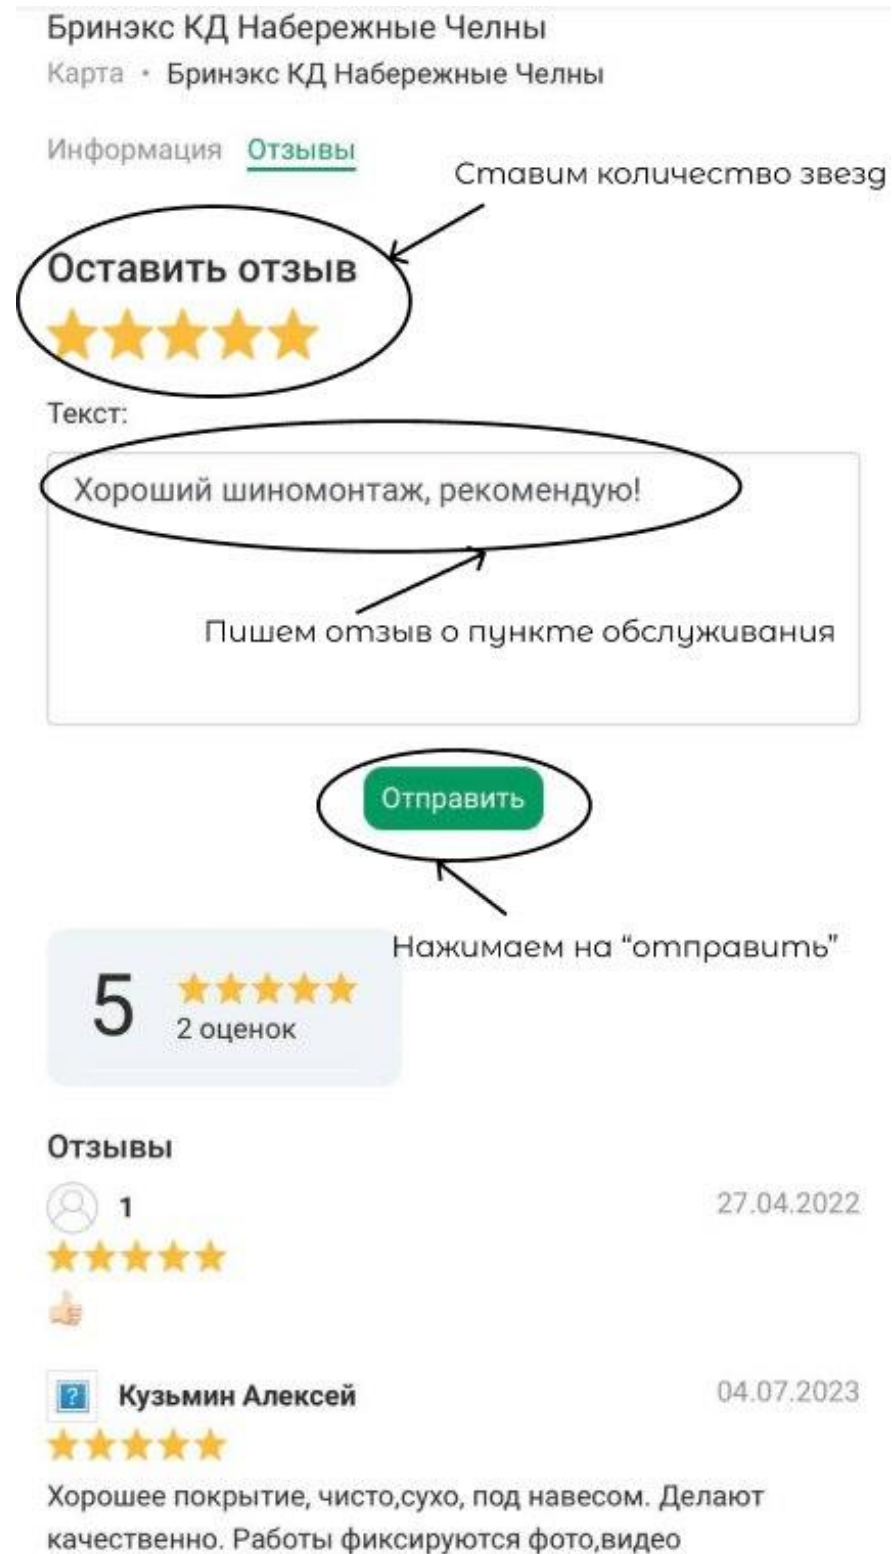 Бринэкс КД Набережные Челны
Карта • Бринэкс КД Набережные Челны
Информация Отзывы
Ставим количество звезд
Оставить отзыв
Текст:
Хороший шиномонтаж, рекомендую!
Пишем отзыв о пункте обслуживания
Отправить
Нажимаем на “отправить”
5
2 оценок
Отзывы
1 27.04.2022
Кузьмин Алексей 04.07.2023
Хорошее покрытие, чисто,сухо, под навесом. Делают
качественно. Работы фиксируются фото,видео